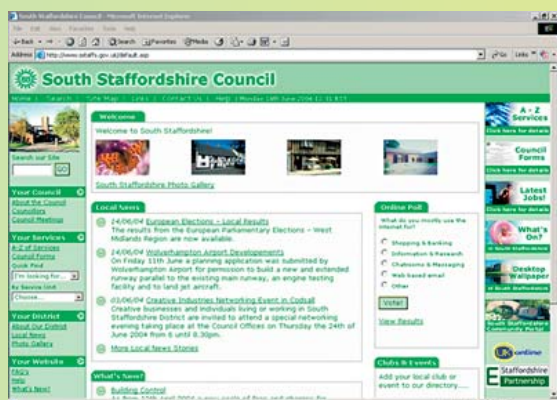 South Staffordshire Council - Microsoft Internet Explorer
File Edit View Favorites Tools Help
Back Search Favorites Media
Address http://www.sstaffs.gov.uk/default.asp Go Links
South Staffordshire Council
Home | Search | Site Map | Links | Contact Us | Help | Monday 14th June 2004
Welcome
Welcome to South Staffordshire!
South Staffordshire Photo Gallery
Search our Site
GO
Your Council
About the Council
Councillors
Council Meetings
Your Services
A-Z of Services
Council Forms
Quick Find
I'm looking for...
By Service Unit
Choose...
Your District
About Our District
Local News
Photo Gallery
Your Website
FAQ's
Help
What's New?
Local News
14/06/04 European Elections - Local Results
The results from the European Parliamentary Elections - West
Midlands Region are now available.
14/06/04 Wolverhampton Airport Developements
On Friday 11th June a planning application was submitted by
Wolverhampton Airport for permission to build a new and extended
runway parallel to the existing main runway, an engine testing
facility and to land jet aircraft.
03/06/04 Creative Industries Networking Event in Codsall
Creative businesses and individuals living or working in South
Staffordshire District are invited to attend a special networking
evening taking place at the Council Offices on Thursday the 24th of
June 2004 from 6 until 8.30pm.
More Local News Stories
What's New?
Building Control
Online Poll
What do you mostly use the
internet for?
Shopping & Banking
Information & Research
Chatrooms & Messaging
Web based email
Other
Vote!
View Results
Clubs & Events
Add your local club or
event to our directory....
A - Z
Services
Click here for details
Council
Forms
Click here for details
Latest
Jobs!
Click here for details
What's
On?
in South Staffordshire
Desktop
Wallpaper
of South Staffordshire
South Staffordshire
Community Portal
UK online
Staffordshire
Partnership